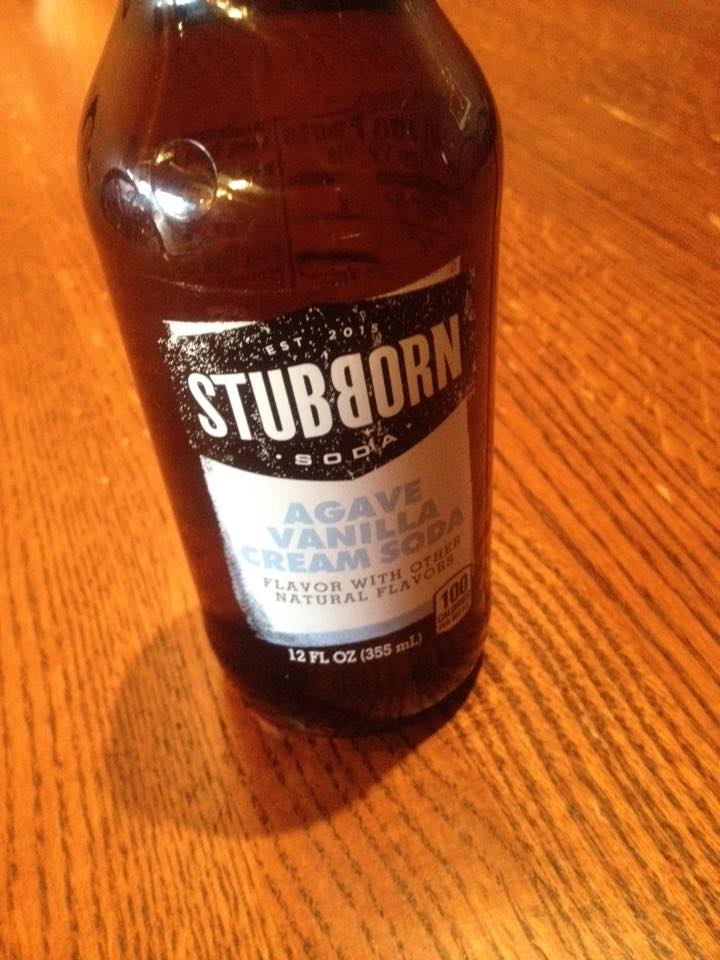 EST. 2015
STUBBORN
· SODA ·
AGAVE
VANILLA
CREAM SODA
FLAVOR WITH OTHER
NATURAL FLAVORS
100
CALORIES
12 FL OZ (355 mL)